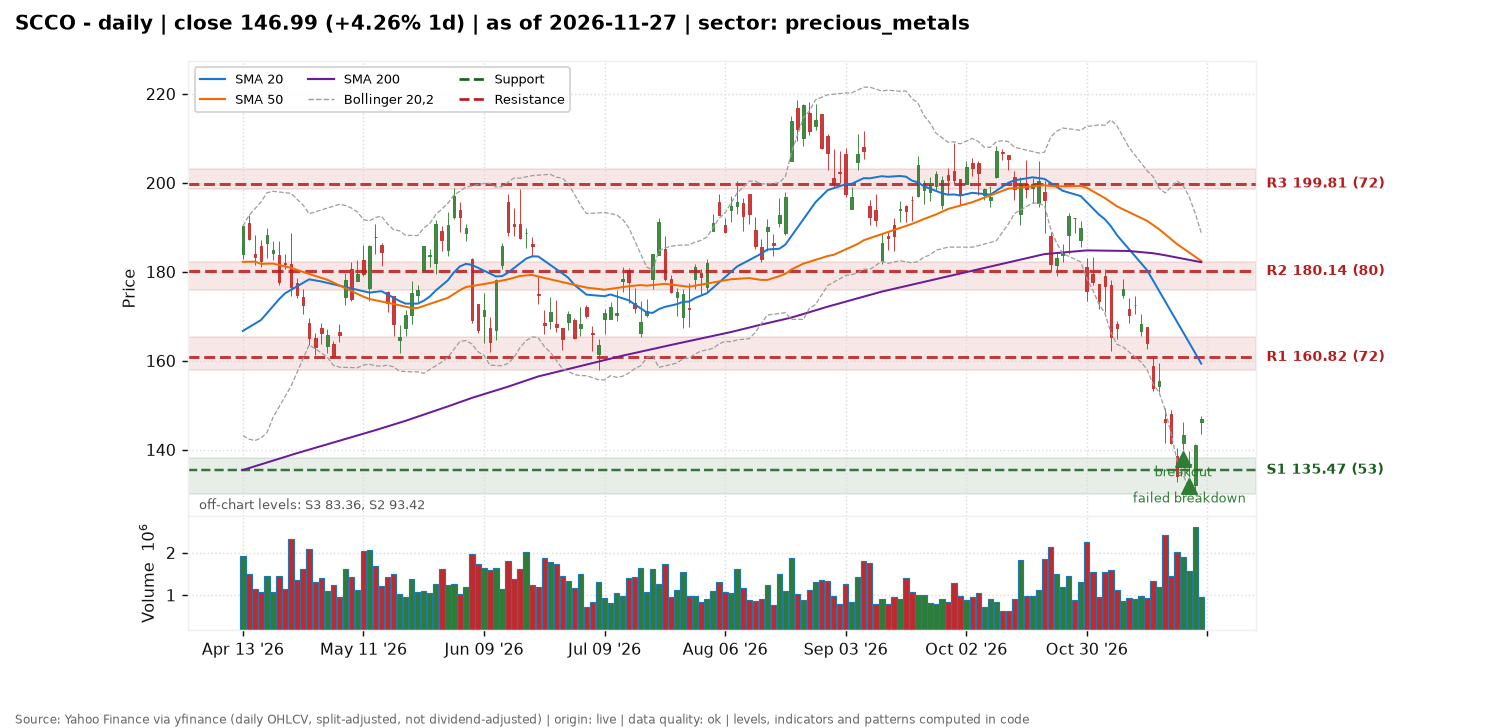 SCCO - daily | close 146.99 (+4.26% 1d) | as of 2026-11-27 | sector: precious_metals
SMA 20
SMA 50
SMA 200
Bollinger 20,2
Support
Resistance
Price
220
200
180
160
140
R3 199.81 (72)
R2 180.14 (80)
R1 160.82 (72)
S1 135.47 (53)
breakout
failed breakdown
off-chart levels: S3 83.36, S2 93.42
Volume 10⁶
2
1
Apr 13 '26
May 11 '26
Jun 09 '26
Jul 09 '26
Aug 06 '26
Sep 03 '26
Oct 02 '26
Oct 30 '26
Source: Yahoo Finance via yfinance (daily OHLCV, split-adjusted, not dividend-adjusted) | origin: live | data quality: ok | levels, indicators and patterns computed in code